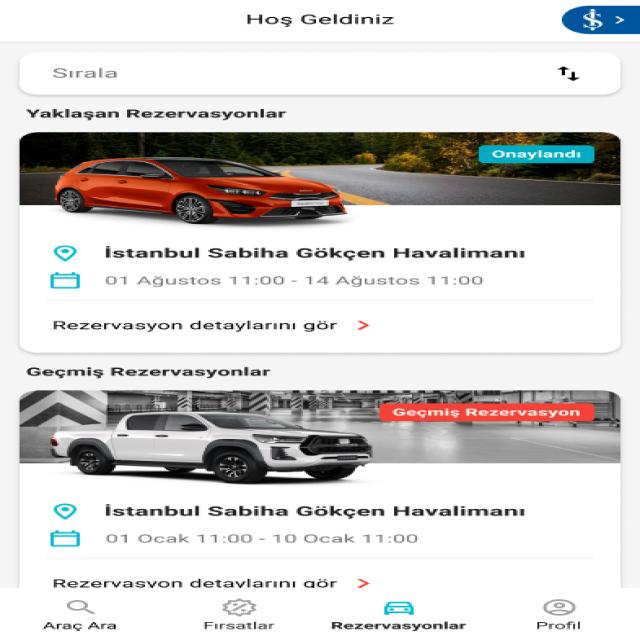 Hoş Geldiniz
Sırala
Yaklaşan Rezervasyonlar
Onaylandı
İstanbul Sabiha Gökçen Havalimanı
01 Ağustos 11:00 - 14 Ağustos 11:00
Rezervasyon detaylarını gör
Geçmiş Rezervasyonlar
Geçmiş Rezervasyon
İstanbul Sabiha Gökçen Havalimanı
01 Ocak 11:00 - 10 Ocak 11:00
Rezervasyon detaylarını gör
Araç Ara
Fırsatlar
Rezervasyonlar
Profil